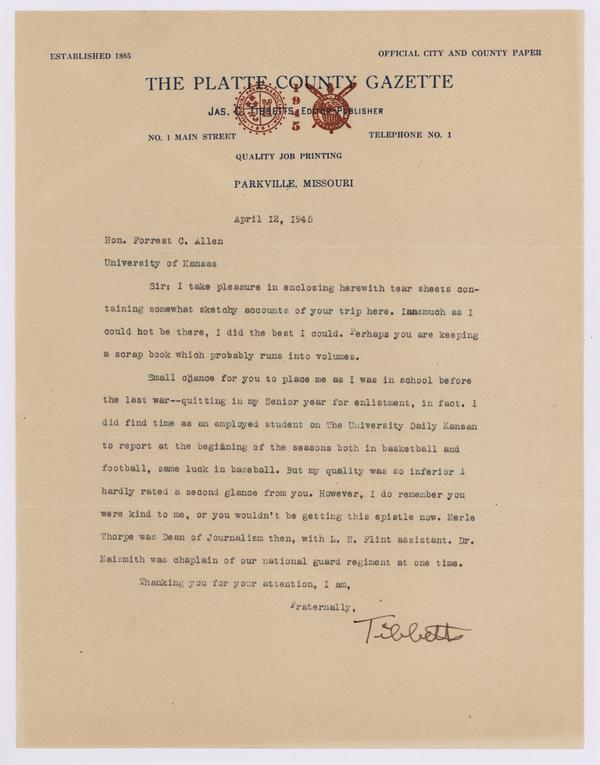 ESTABLISHED 1885
OFFICIAL CITY AND COUNTY PAPER
THE PLATTE COUNTY GAZETTE
1945
JAS. C. TIBBETTS, EDITOR-PUBLISHER
NO. 1 MAIN STREET
TELEPHONE NO. 1
QUALITY JOB PRINTING
PARKVILLE, MISSOURI
April 12, 1945
Hon. Forrest C. Allen
University of Kansas
Sir: I take pleasure in enclosing herewith tear sheets con-
taining somewhat sketchy accounts of your trip here. Inasmuch as I
could not be there, I did the best I could. Perhaps you are keeping
a scrap book which probably runs into volumes.
Small chance for you to place me as I was in school before
the last war--quitting in my Senior year for enlistment, in fact. I
did find time as an employed student on The University Daily Kansan
to report at the beginning of the seasons both in basketball and
football, same luck in baseball. But my quality was so inferior I
hardly rated a second glance from you. However, I do remember you
were kind to me, or you wouldn't be getting this epistle now. Merle
Thorpe was Dean of Journalism then, with L. N. Flint assistant. Dr.
Naismith was chaplain of our national guard regiment at one time.
Thanking you for your attention, I am,
Fraternally,
Tibbetts